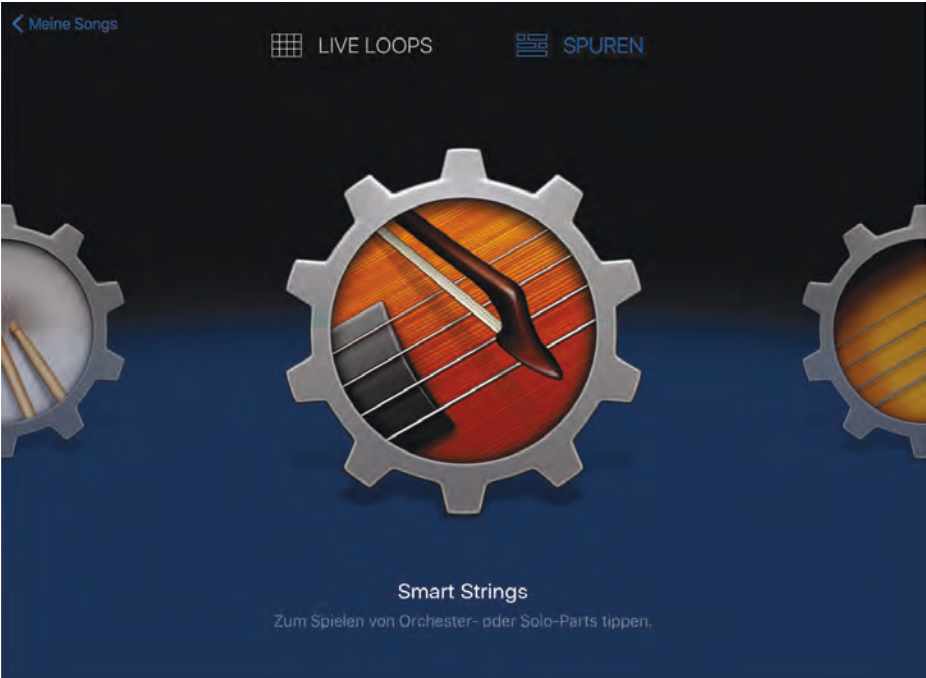 Meine Songs
LIVE LOOPS
SPUREN
Smart Strings
Zum Spielen von Orchester- oder Solo-Parts tippen.